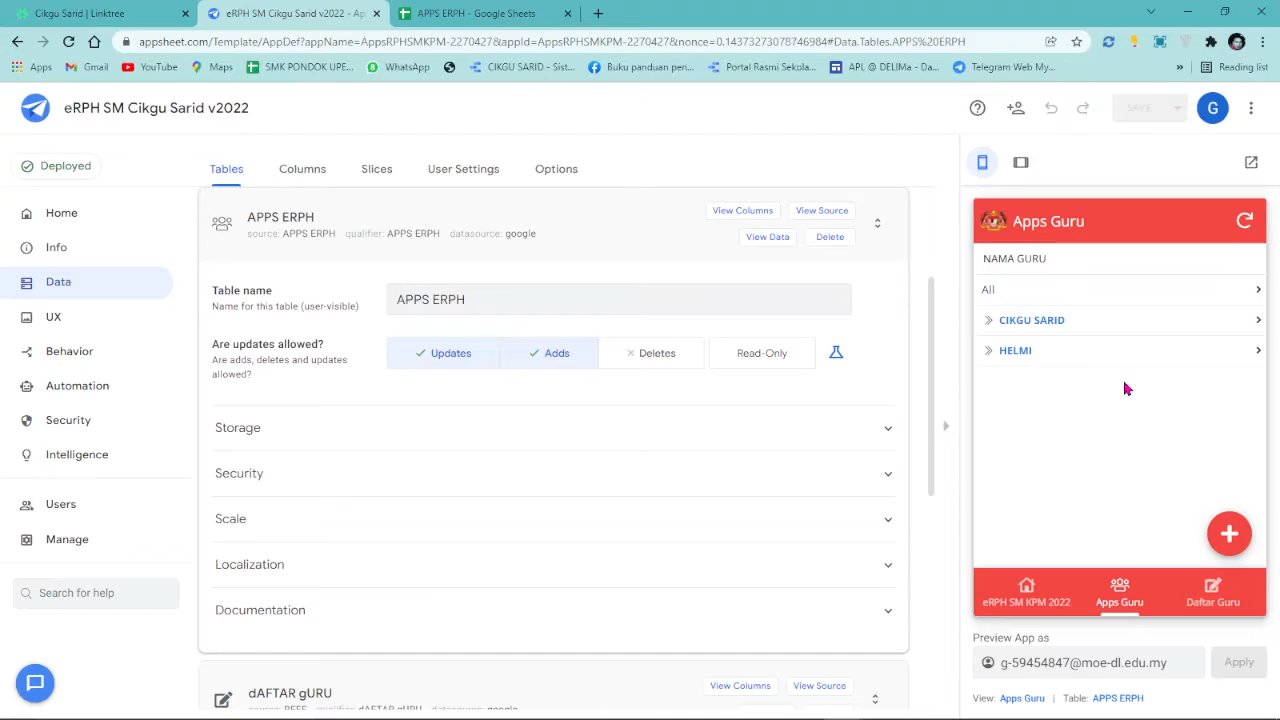 Cikgu Sarid | Linktree
eRPH SM Cikgu Sarid v2022 - Ap
APPS ERPH - Google Sheets
appsheet.com/Template/AppDef?appName=AppsRPHSMKPM-2270427&appId=AppsRPHSMKPM-2270427&nonce=0.14373273078746984#Data.Tables.APPS%20ERPH
Apps
Gmail
YouTube
Maps
SMK PONDOK UPE...
WhatsApp
CIKGU SARID - Sist...
Buku panduan pen...
Portal Rasmi Sekola...
APL @ DELIMa - Da...
Telegram Web My...
»
Reading list
eRPH SM Cikgu Sarid v2022
SAVE
G
Deployed
Tables
Columns
Slices
User Settings
Options
Home
Info
Data
UX
Behavior
Automation
Security
Intelligence
Users
Manage
Search for help
APPS ERPH
source: APPS ERPH qualifier: APPS ERPH datasource: google
View Columns
View Source
View Data
Delete
Table name
Name for this table (user-visible)
APPS ERPH
Are updates allowed?
Are adds, deletes and updates
allowed?
Updates
Adds
Deletes
Read-Only
Storage
Security
Scale
Localization
Documentation
dAFTAR gURU
View Columns
View Source
Apps Guru
NAMA GURU
All
CIKGU SARID
HELMI
eRPH SM KPM 2022
Apps Guru
Daftar Guru
Preview App as
g-59454847@moe-dl.edu.my
Apply
View: Apps Guru | Table: APPS ERPH